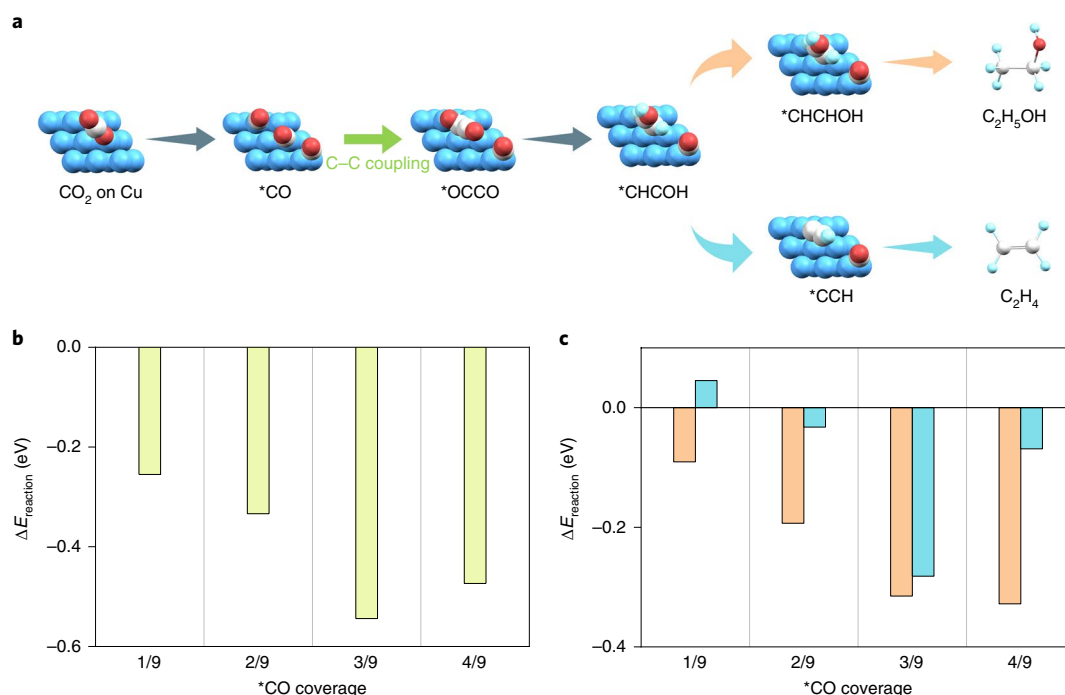 a
*CHCHOH
C₂H₅OH
C–C coupling
CO₂ on Cu
*CO
*OCCO
*CHCOH
*CCH
C₂H₄
b
0.0
–0.2
–0.4
–0.6
ΔEreaction (eV)
1/9 2/9 3/9 4/9
*CO coverage
c
0.0
–0.2
–0.4
ΔEreaction (eV)
1/9 2/9 3/9 4/9
*CO coverage